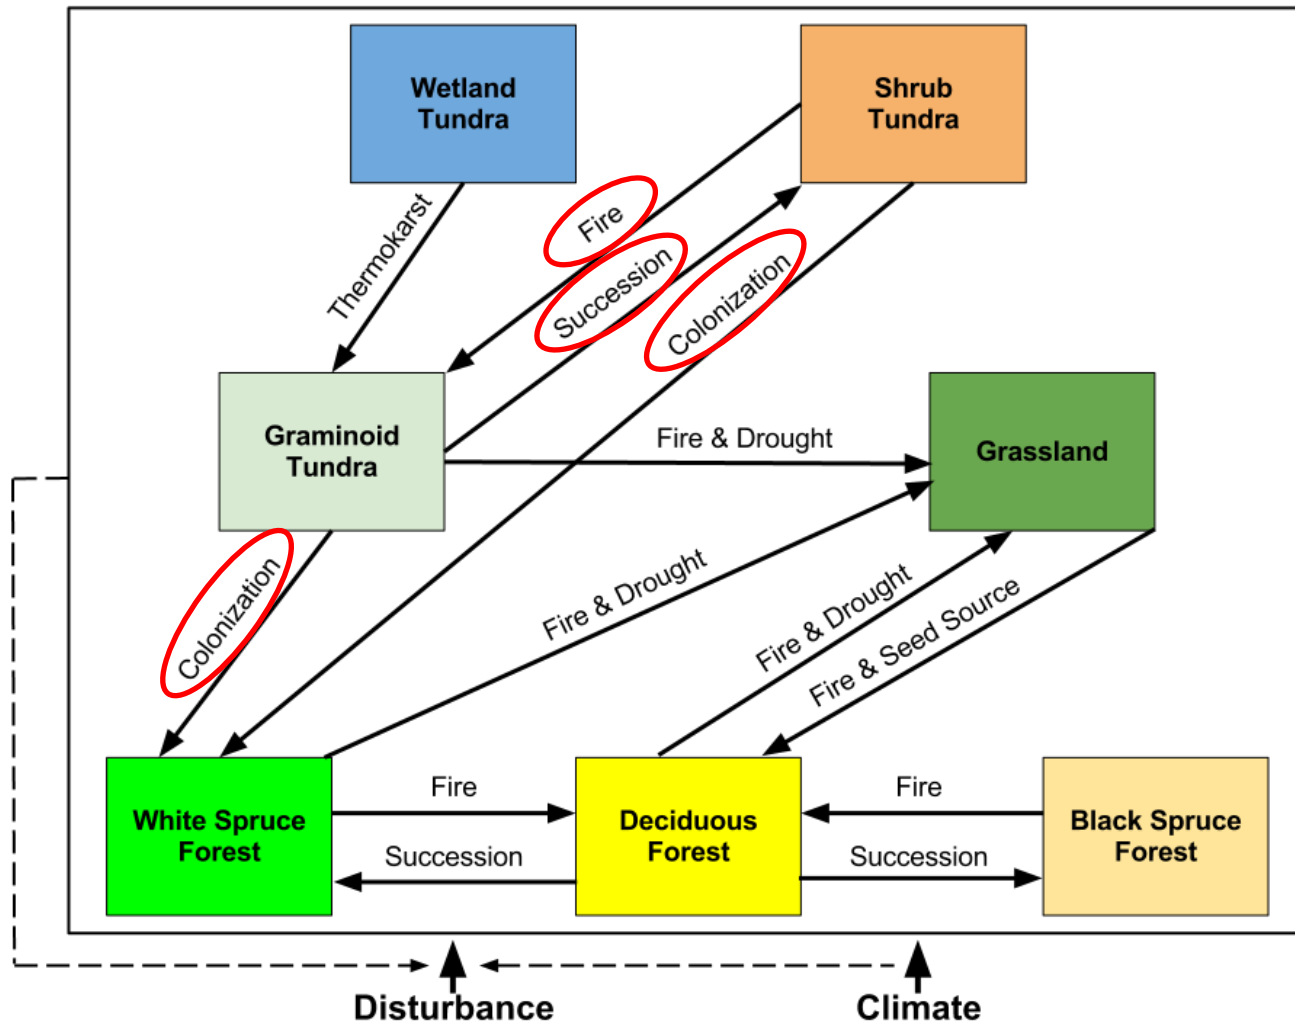 Wetland
Tundra
Shrub
Tundra
Thermokarst
Fire
Succession
Colonization
Graminoid
Tundra
Fire & Drought
Grassland
Colonization
Fire & Drought
Fire & Drought
Fire & Seed Source
White Spruce
Forest
Fire
Succession
Deciduous
Forest
Fire
Succession
Black Spruce
Forest
Disturbance
Climate